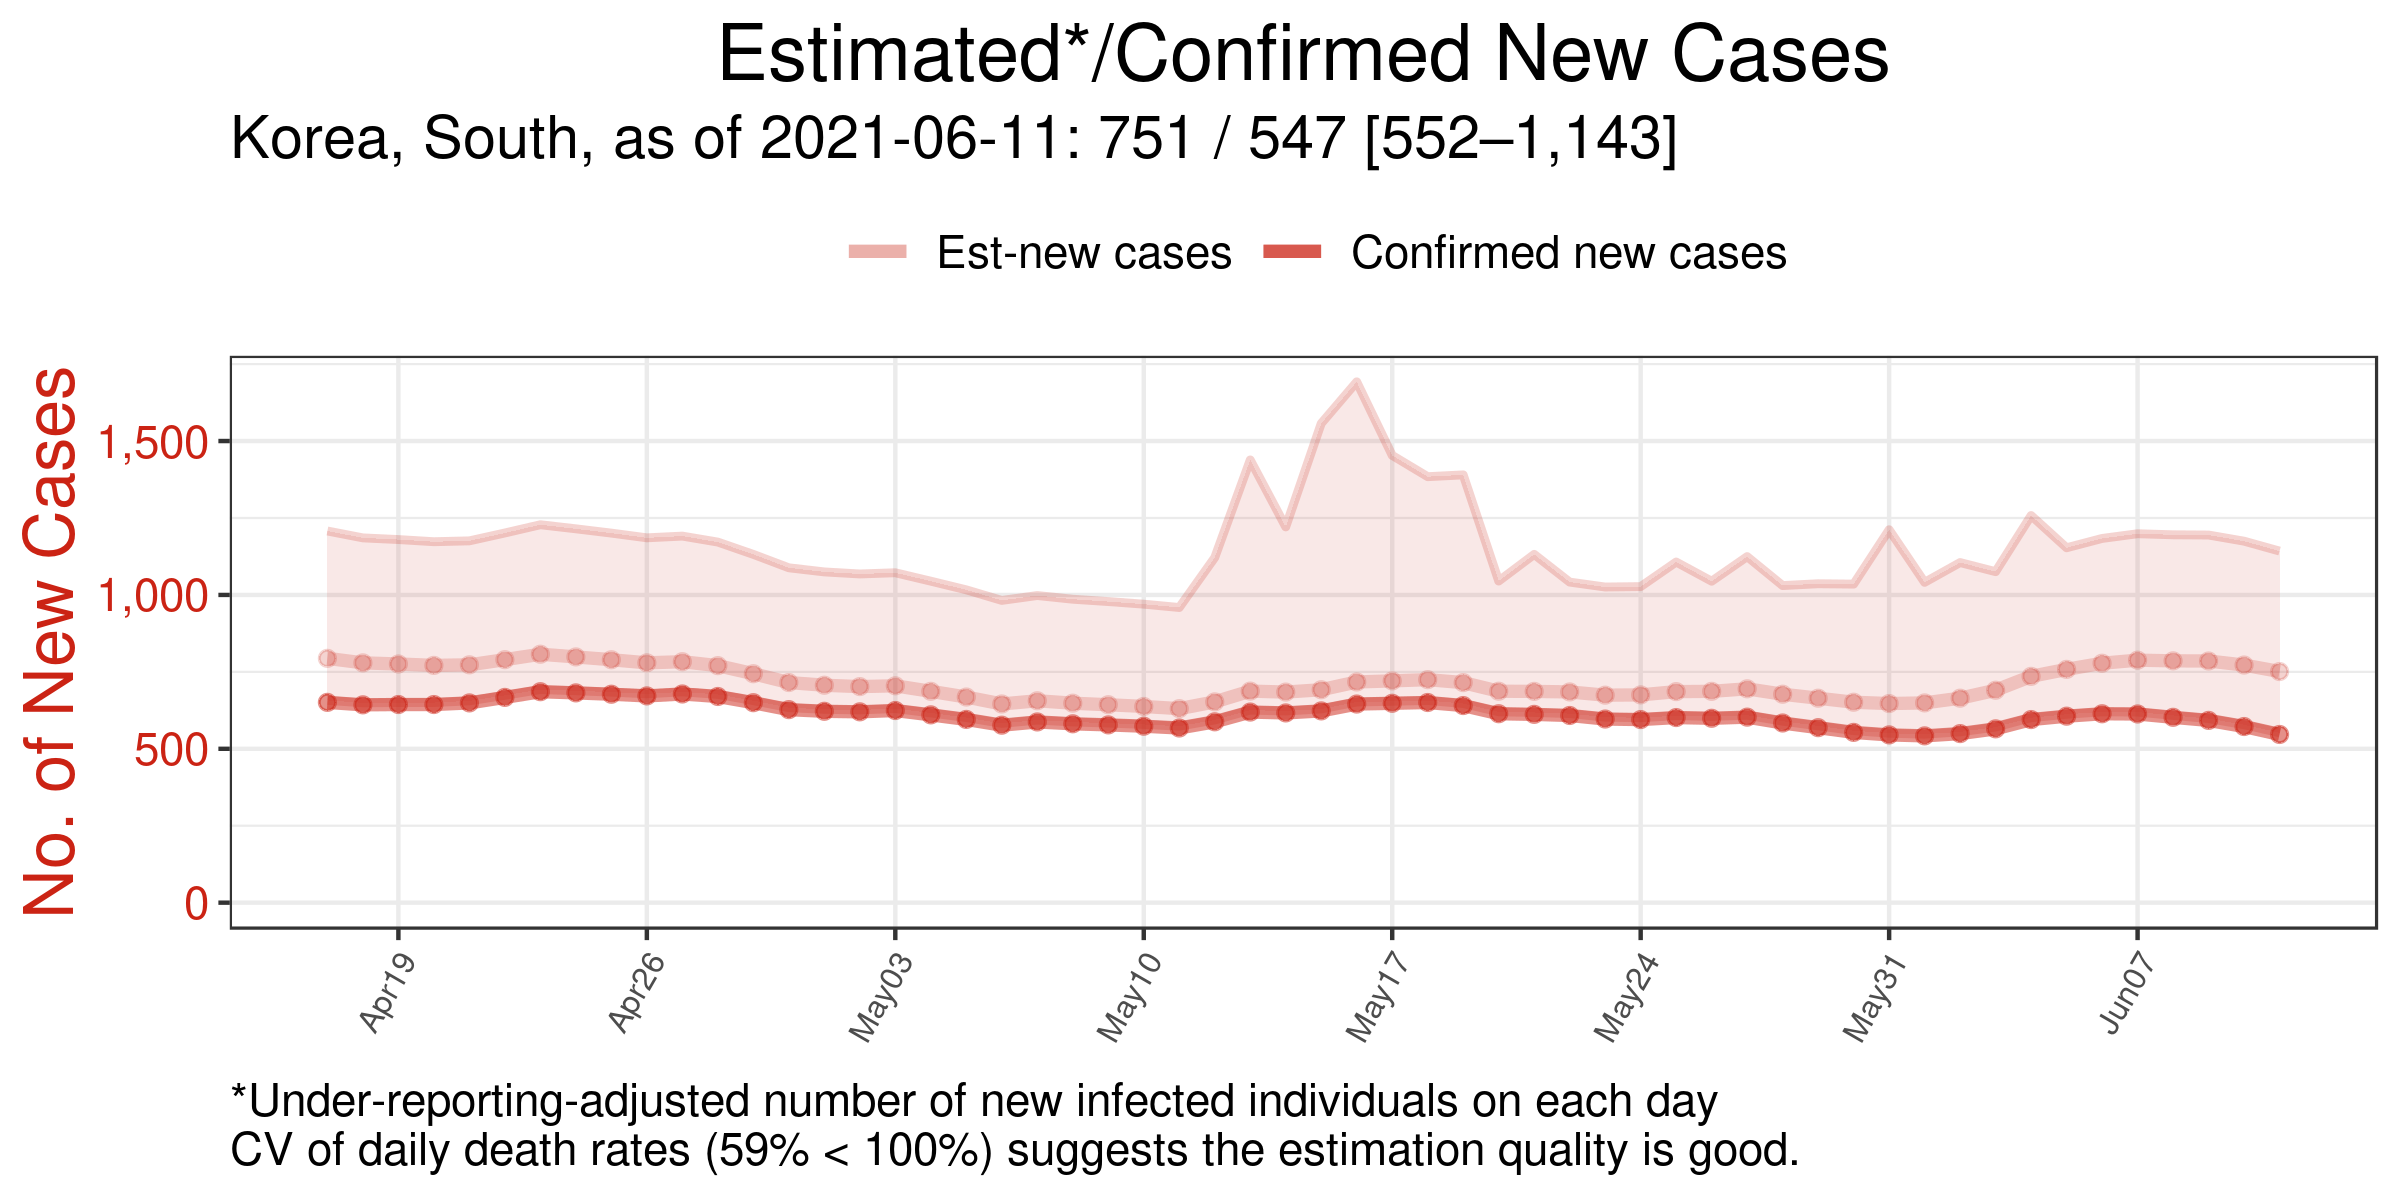 Estimated*/Confirmed New Cases
Korea, South, as of 2021-06-11: 751 / 547 [552–1,143]
Est-new cases
Confirmed new cases
No. of New Cases
1,500
1,000
500
0
Apr19
Apr26
May03
May10
May17
May24
May31
Jun07
*Under-reporting-adjusted number of new infected individuals on each day
CV of daily death rates (59% < 100%) suggests the estimation quality is good.